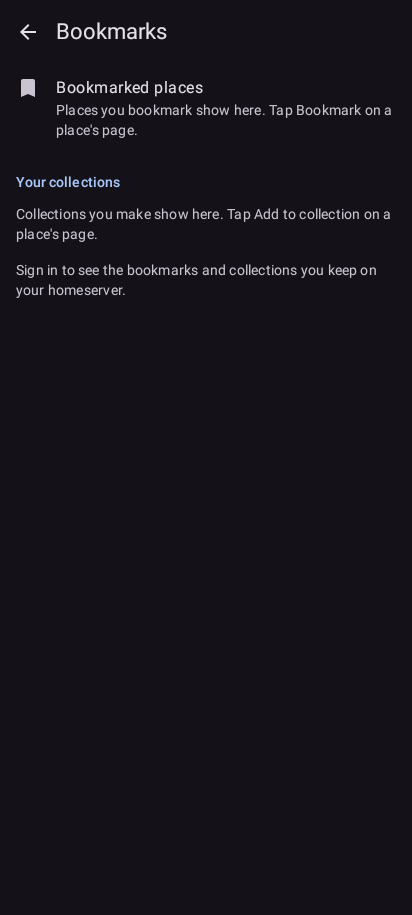 Bookmarks
Bookmarked places
Places you bookmark show here. Tap Bookmark on a
place's page.
Your collections
Collections you make show here. Tap Add to collection on a
place's page.
Sign in to see the bookmarks and collections you keep on
your homeserver.